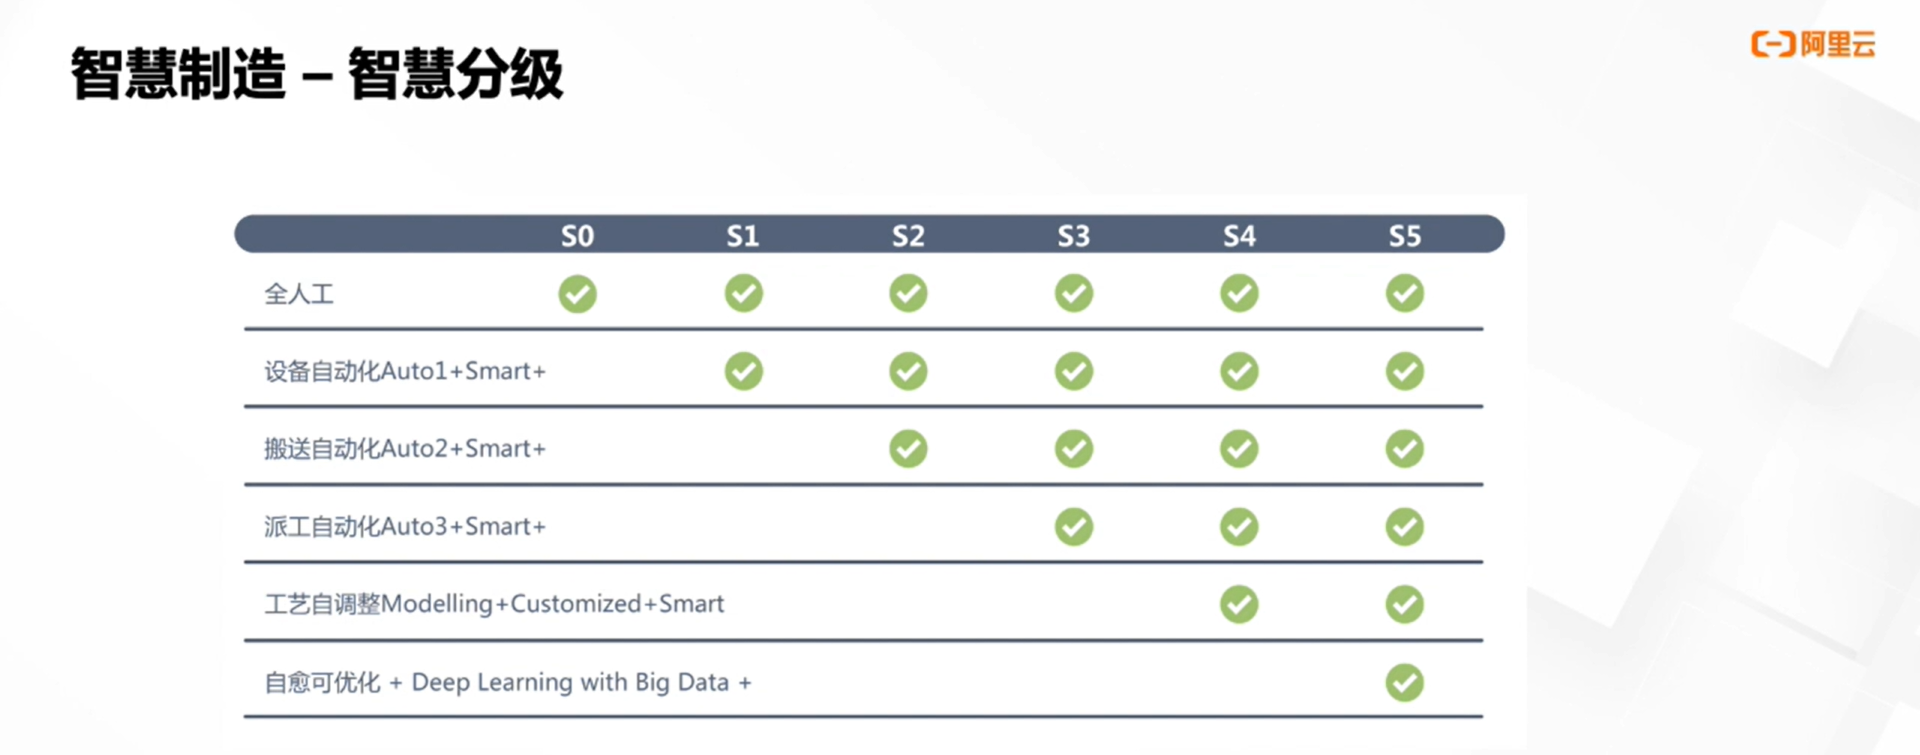 智慧制造 – 智慧分级
阿里云
S0 S1 S2 S3 S4 S5
全人工
设备自动化Auto1+Smart+
搬送自动化Auto2+Smart+
派工自动化Auto3+Smart+
工艺自调整Modelling+Customized+Smart
自愈可优化 + Deep Learning with Big Data +